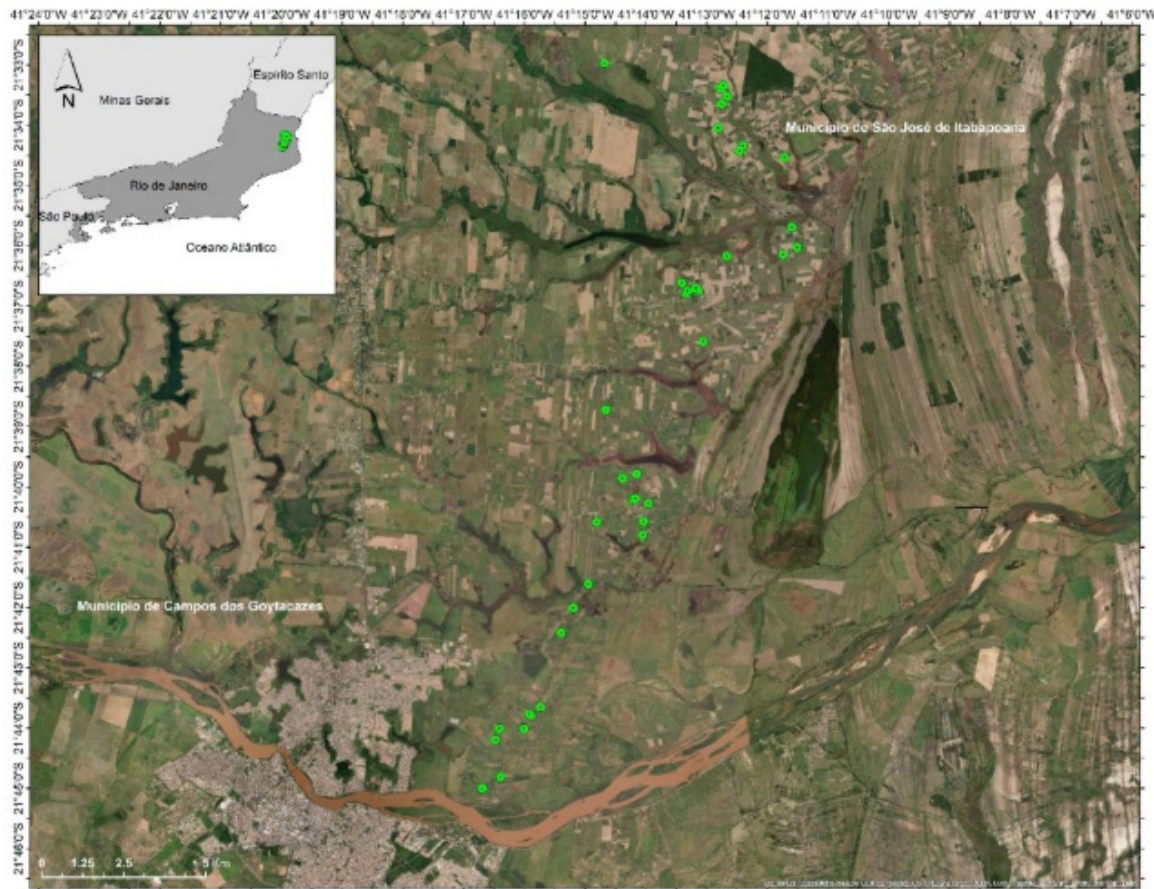 41°24'0"W 41°23'0"W 41°22'0"W 41°21'0"W 41°20'0"W 41°19'0"W 41°18'0"W 41°17'0"W 41°16'0"W 41°15'0"W 41°14'0"W 41°13'0"W 41°12'0"W 41°11'0"W 41°10'0"W 41°9'0"W 41°8'0"W 41°7'0"W 41°6'0"W
21°33'0"S
21°34'0"S
21°35'0"S
21°36'0"S
21°37'0"S
21°38'0"S
21°39'0"S
21°40'0"S
21°41'0"S
21°42'0"S
21°43'0"S
21°44'0"S
21°45'0"S
21°46'0"S
N
Espírito Santo
Minas Gerais
Rio de Janeiro
São Paulo
Oceano Atlântico
Município de São José de Itabapoana
Município de Campos dos Goyfacazes
0 1.25 2.5 5 Km